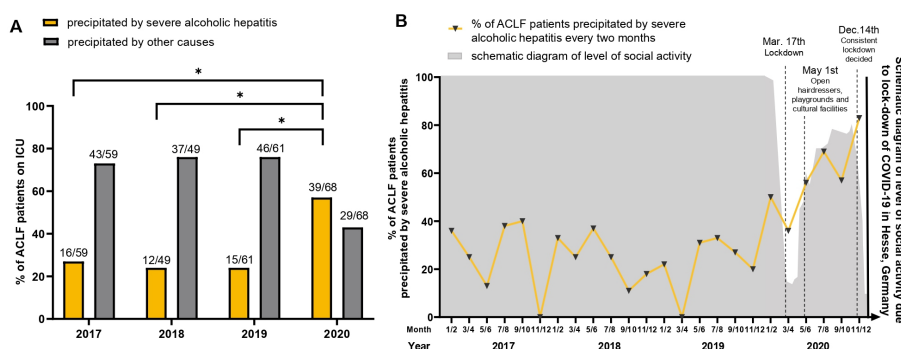 A
precipitated by severe alcoholic hepatitis
precipitated by other causes
*
*
*
% of ACLF patients on ICU
100
80
60
40
20
0
16/59
43/59
12/49
37/49
15/61
46/61
39/68
29/68
2017
2018
2019
2020
B
% of ACLF patients precipitated by severe
alcoholic hepatitis every two months
schematic diagram of level of social activity
Mar. 17th
Lockdown
May 1st
Open
hairdressers,
playgrounds and
cultural facilities
Dec.14th
Consistent
lockdown
decided
% of ACLF patients
precipitated by severe alcoholic hepatitis
100
80
60
40
20
0
Schematic diagram of level of social activity due
to lock-down of COVID-19 in Hesse, Germany
Month
1/2 3/4 5/6 7/8 9/10 11/12 1/2 3/4 5/6 7/8 9/10 11/12 1/2 3/4 5/6 7/8 9/10 11/12 1/2 3/4 5/6 7/8 9/10 11/12
Year
2017
2018
2019
2020